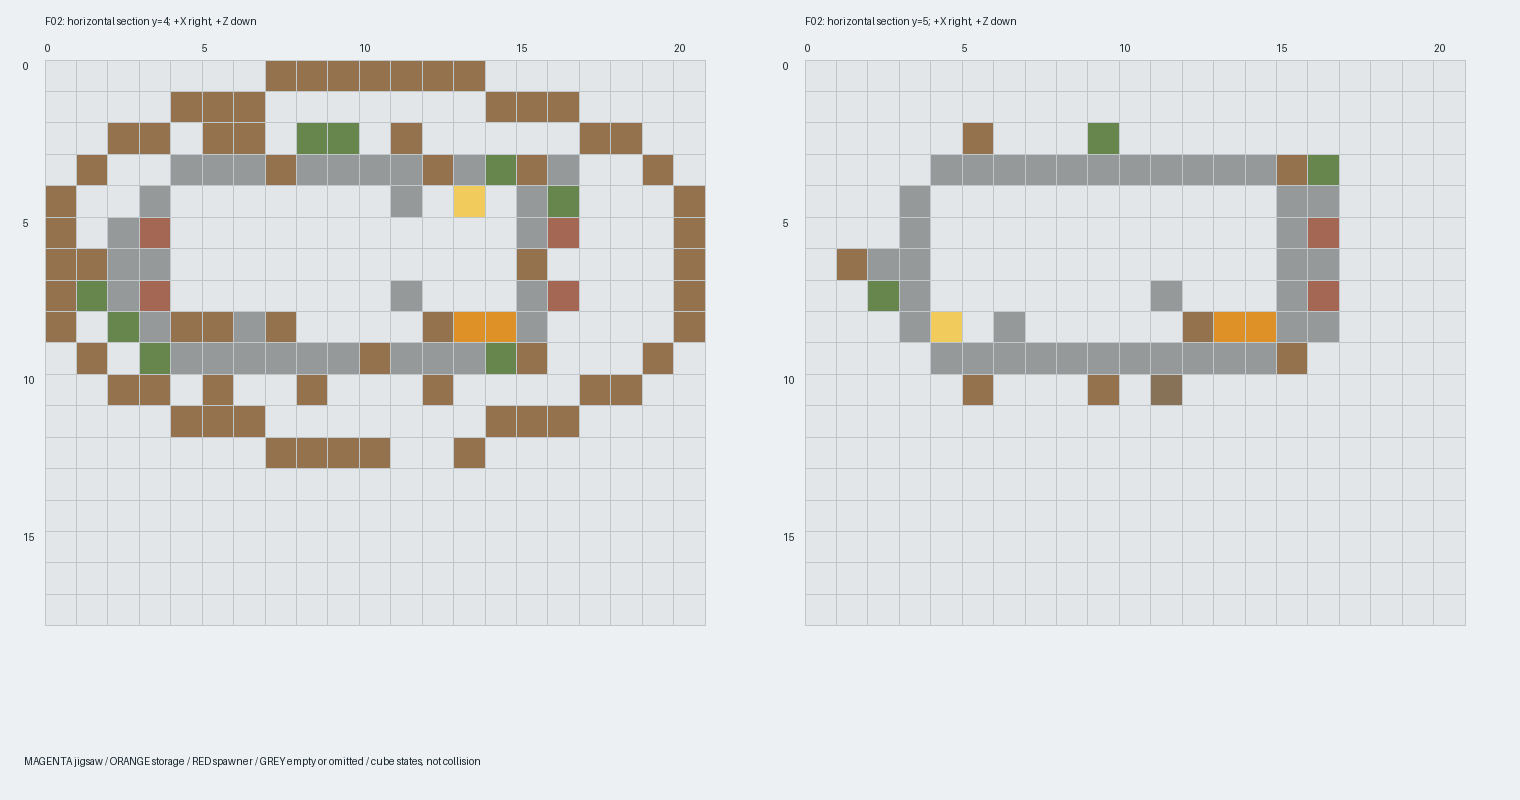 F02: horizontal section y=4; +X right, +Z down
F02: horizontal section y=5; +X right, +Z down
0 5 10 15 20
0 5 10 15 20
0
5
10
15
0
5
10
15
MAGENTA jigsaw / ORANGE storage / RED spawner / GREY empty or omitted / cube states, not collision